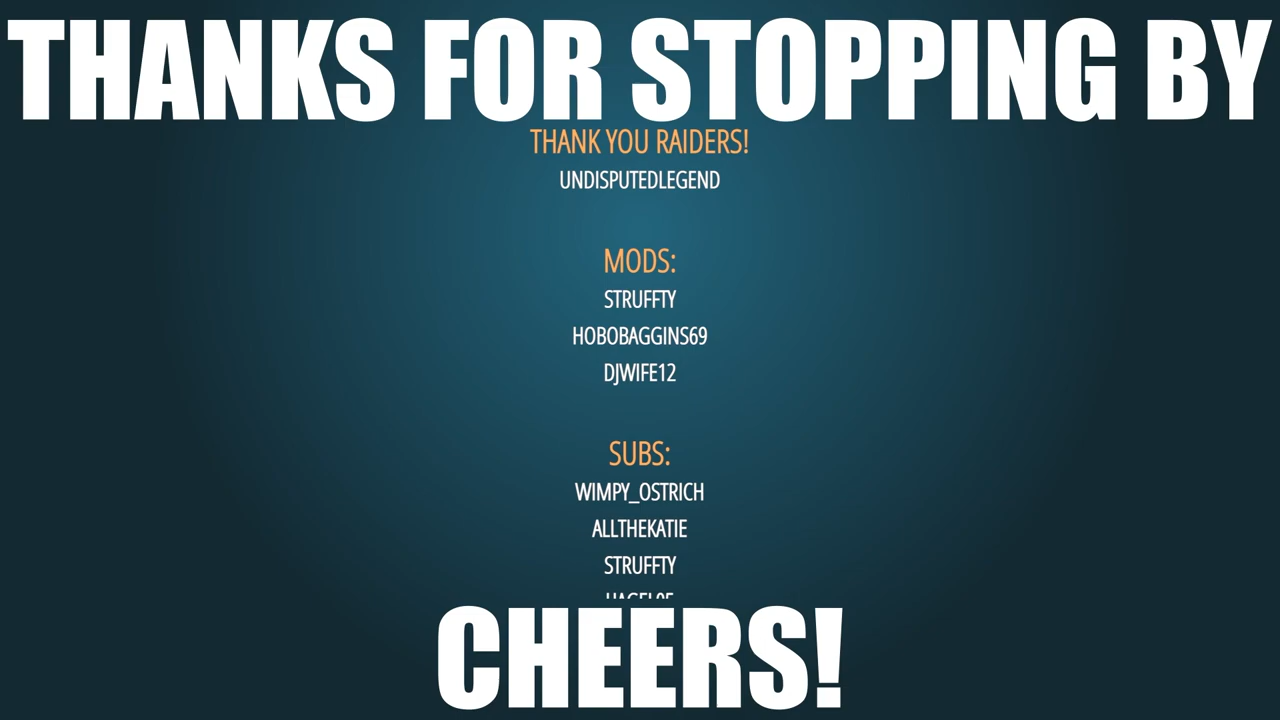 THANKS FOR STOPPING BY
THANK YOU RAIDERS!
UNDISPUTEDLEGEND
MODS:
STRUFFTY
HOBOBAGGINS69
DJWIFE12
SUBS:
WIMPY_OSTRICH
ALLTHEKATIE
STRUFFTY
CHEERS!